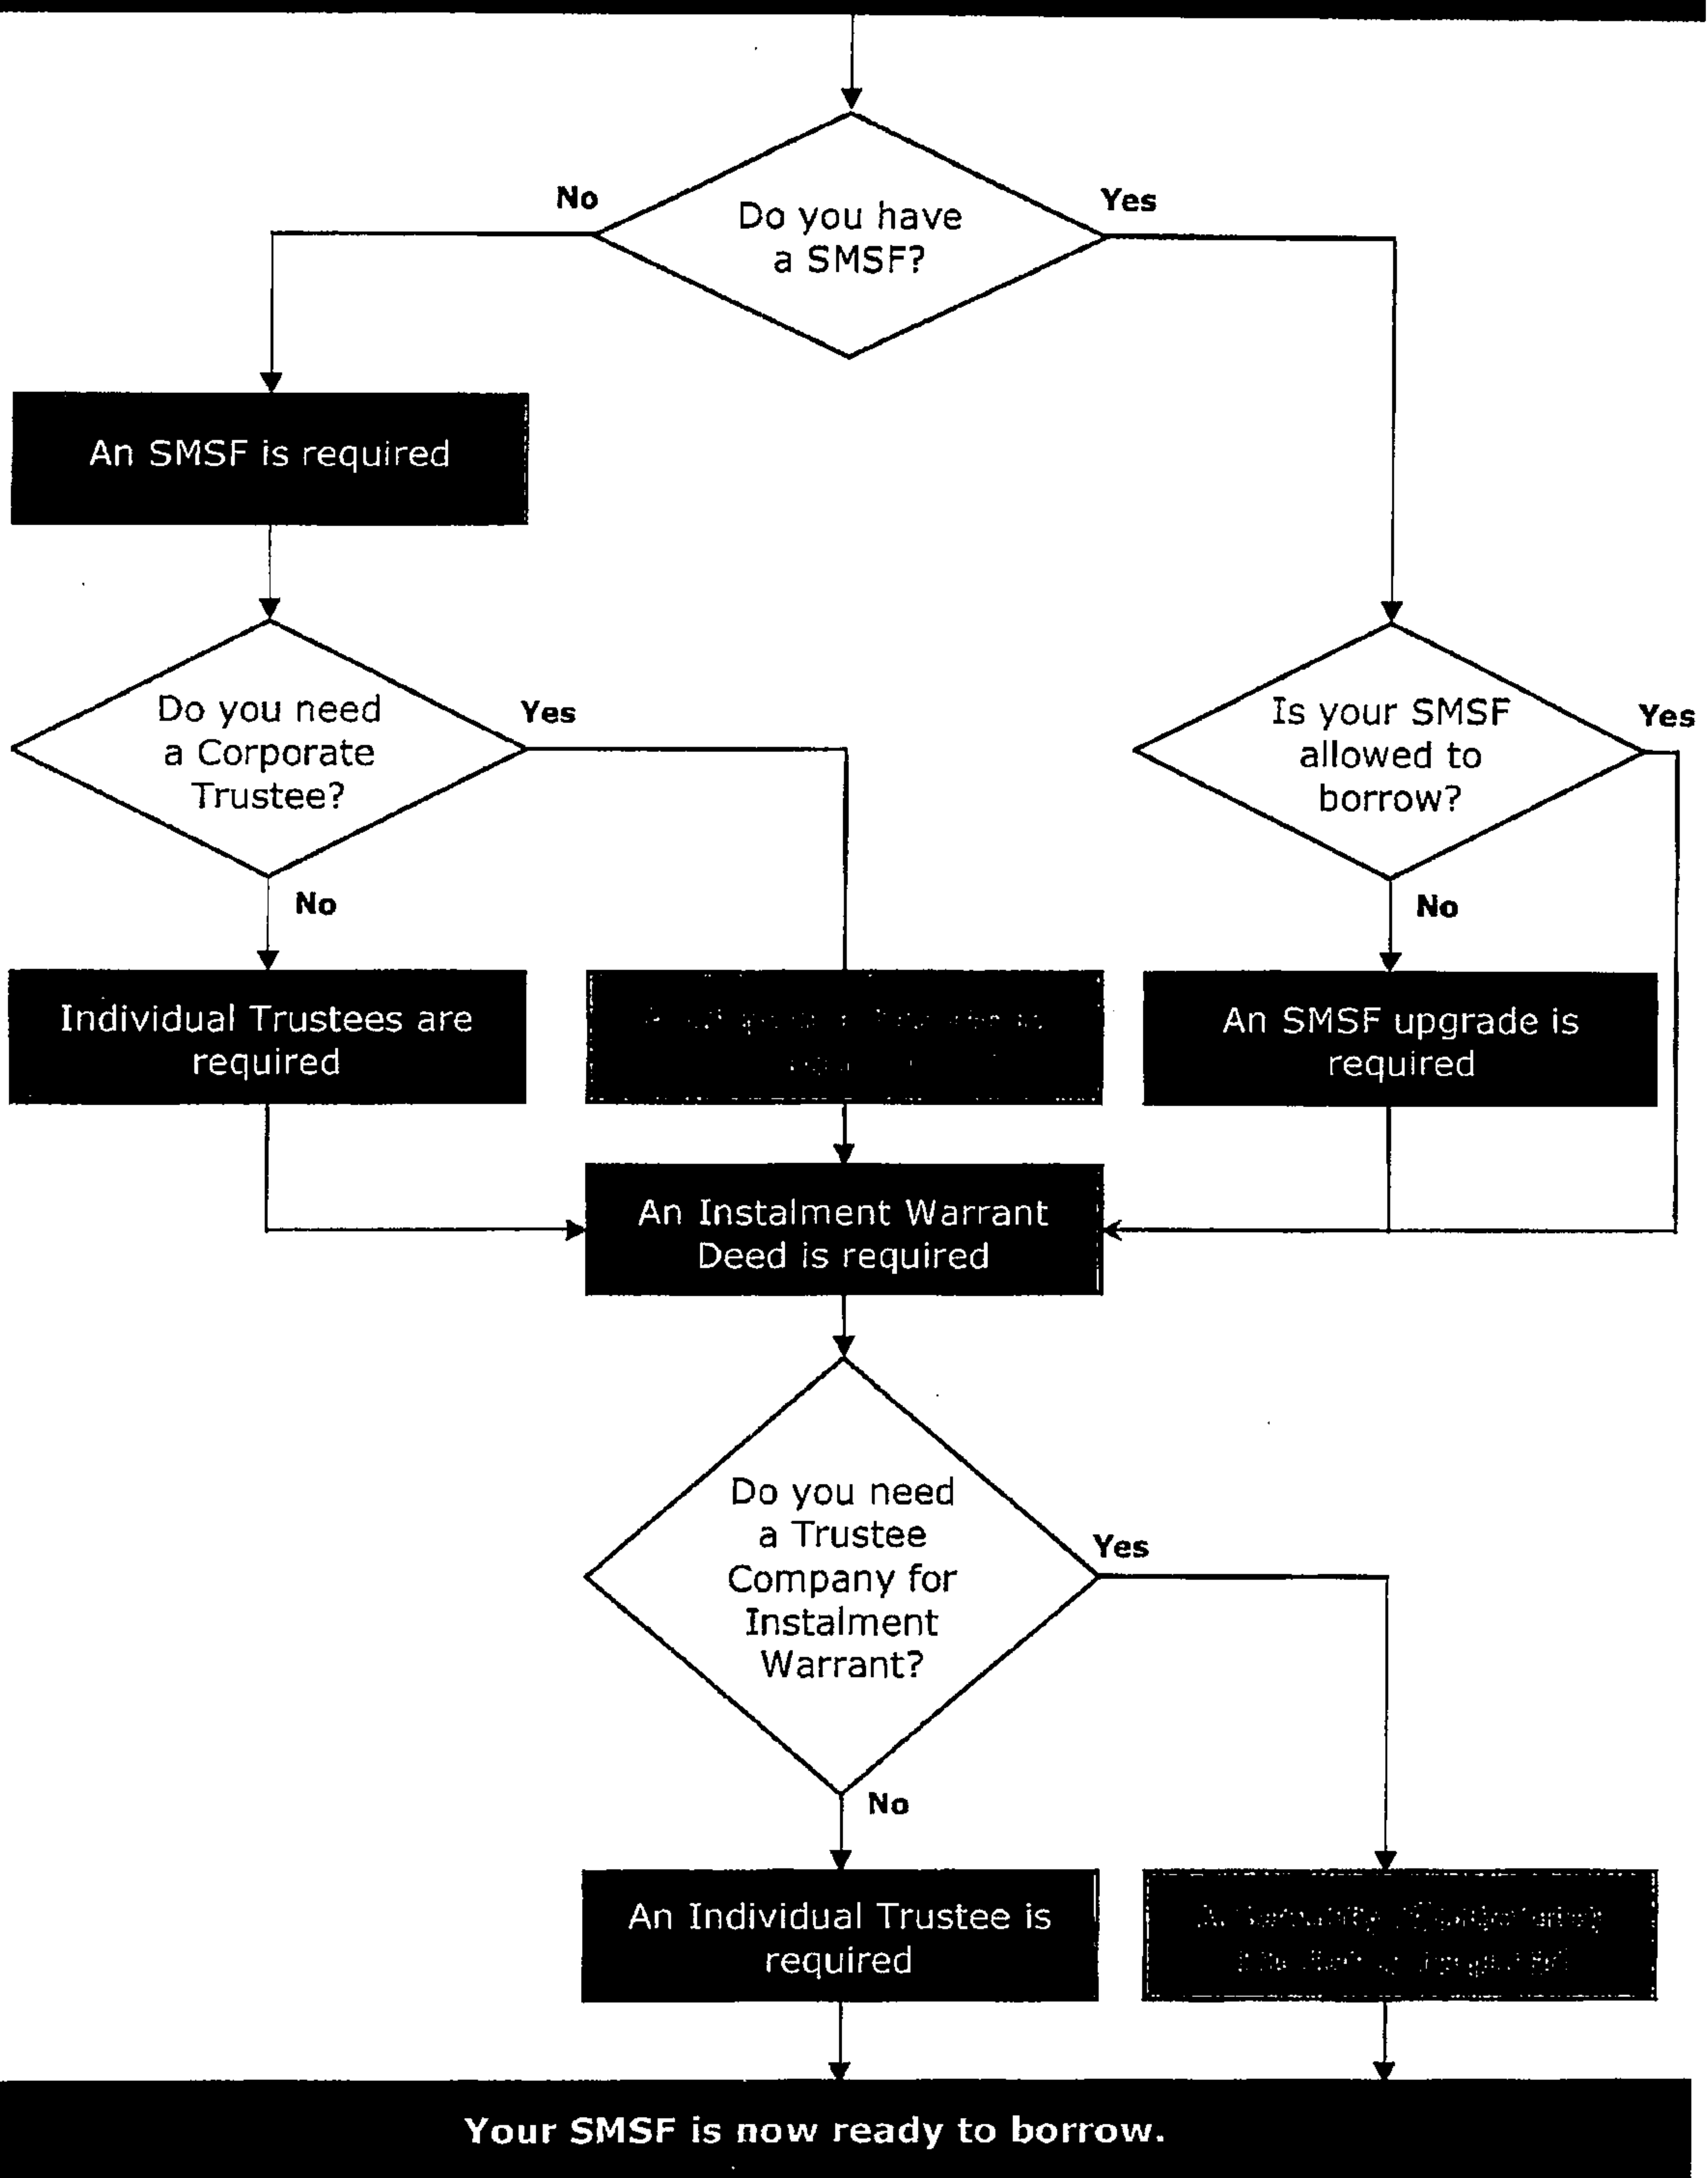 No
Yes
Do you have
a SMSF?
An SMSF is required
Do you need
a Corporate
Trustee?
Yes
Is your SMSF
allowed to
borrow?
Yes
No
No
Individual Trustees are
required
An SMSF upgrade is
required
An Instalment Warrant
Deed is required
Do you need
a Trustee
Company for
Instalment
Warrant?
Yes
No
An Individual Trustee is
required
Your SMSF is now ready to borrow.